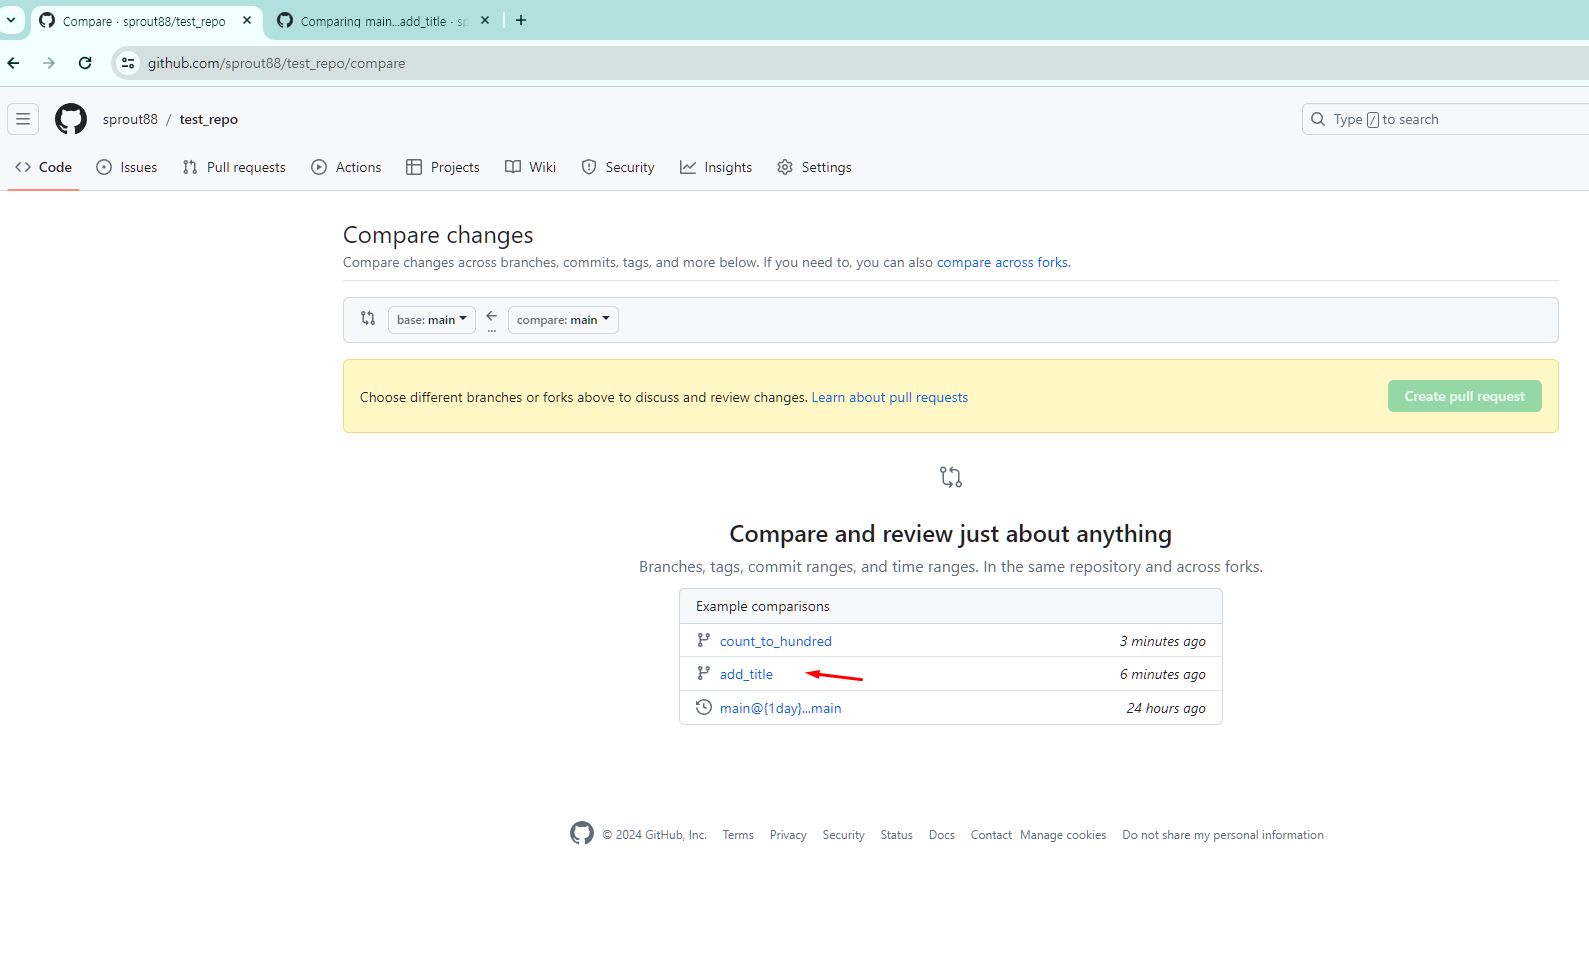 Compare · sprout88/test_repo
Comparing main...add_title · sp
github.com/sprout88/test_repo/compare
sprout88 / test_repo
Type / to search
Code Issues Pull requests Actions Projects Wiki Security Insights Settings
Compare changes
Compare changes across branches, commits, tags, and more below. If you need to, you can also compare across forks.
base: main ... compare: main
Choose different branches or forks above to discuss and review changes. Learn about pull requests
Create pull request
Compare and review just about anything
Branches, tags, commit ranges, and time ranges. In the same repository and across forks.
Example comparisons
count_to_hundred 3 minutes ago
add_title 6 minutes ago
main@{1day}...main 24 hours ago
© 2024 GitHub, Inc. Terms Privacy Security Status Docs Contact Manage cookies Do not share my personal information